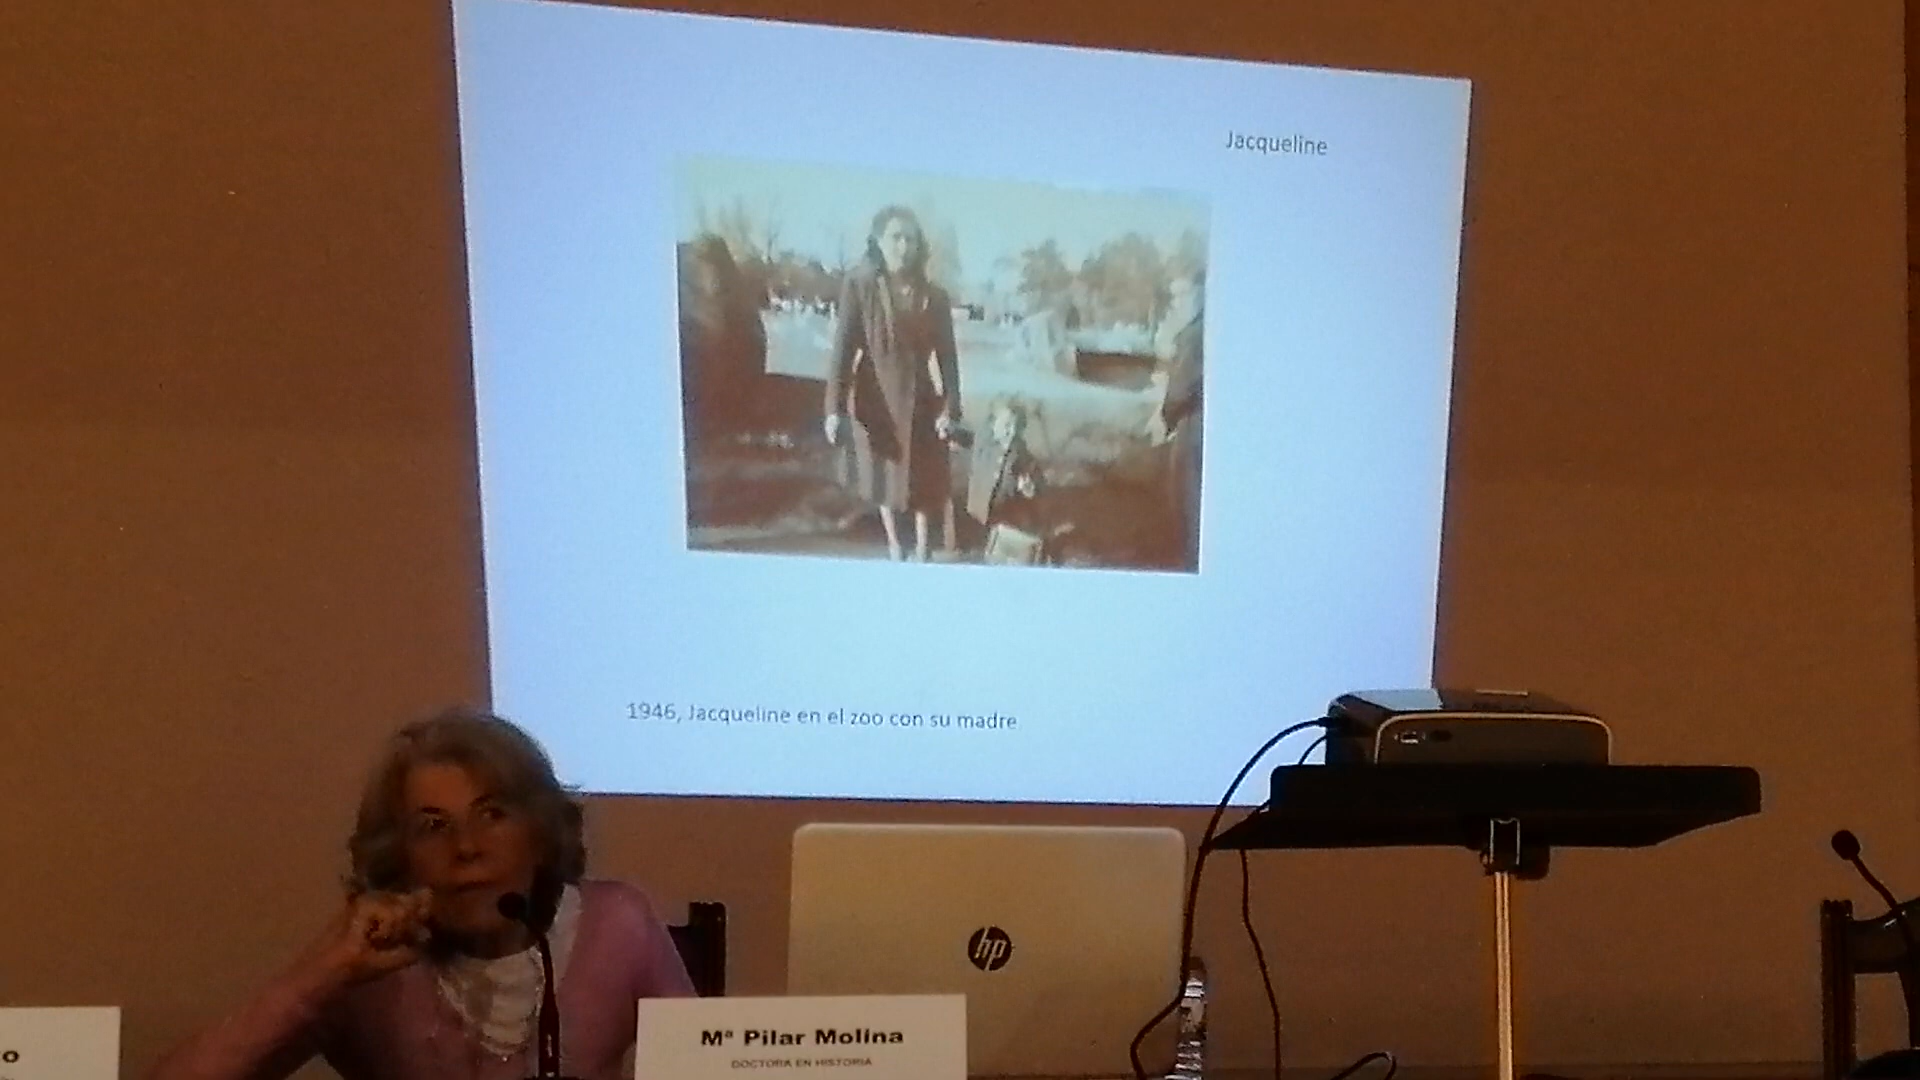 Jacqueline
1946, Jacqueline en el zoo con su madre
hp
Mª Pilar Molina
DOCTORA EN HISTORIA
o